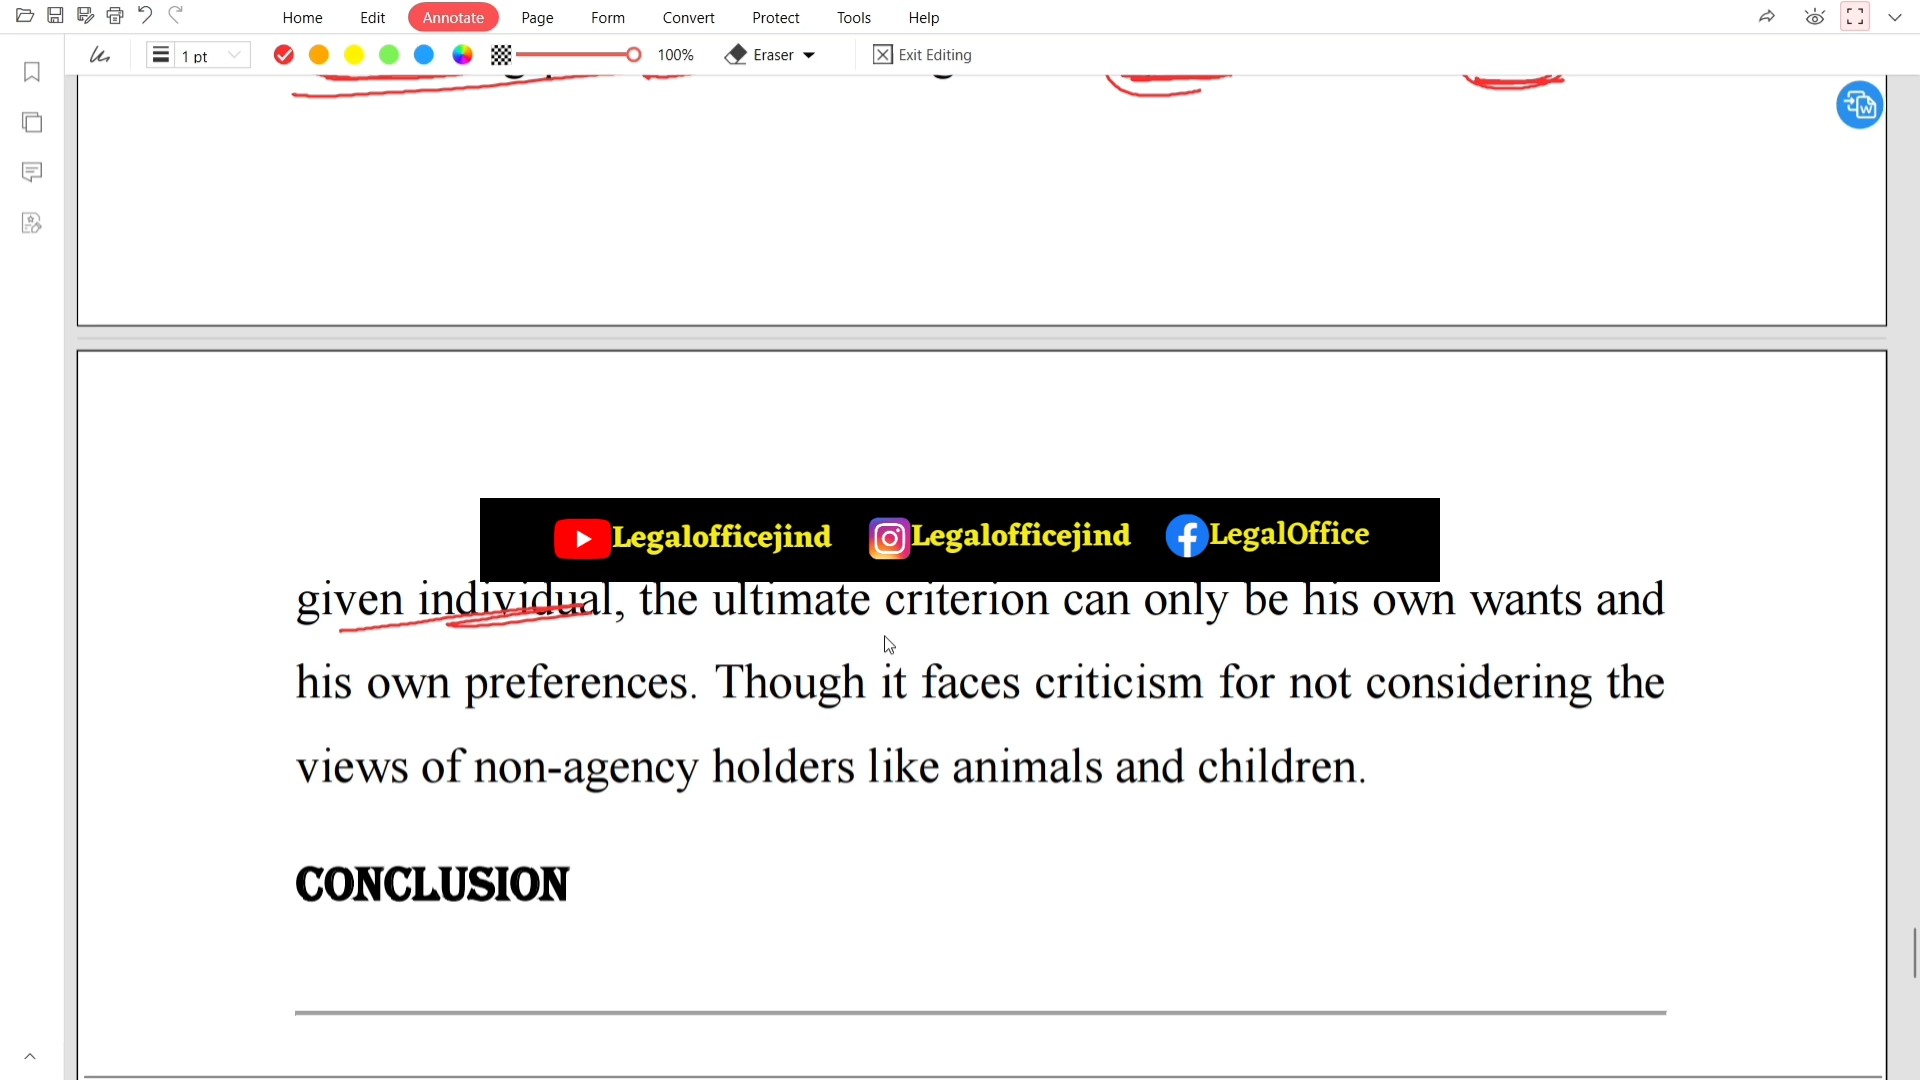 Home Edit Annotate Page Form Convert Protect Tools Help
1 pt 100% Eraser Exit Editing
Legalofficejind Legalofficejind LegalOffice
given individual, the ultimate criterion can only be his own wants and
his own preferences. Though it faces criticism for not considering the
views of non-agency holders like animals and children.
CONCLUSION